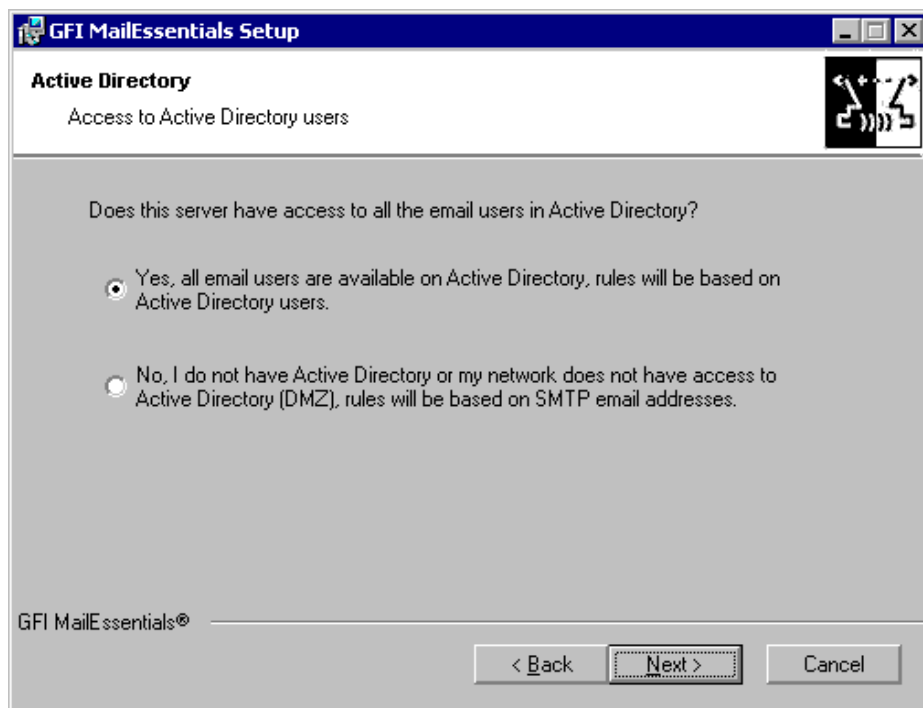 GFI MailEssentials Setup
Active Directory
Access to Active Directory users
Does this server have access to all the email users in Active Directory?
Yes, all email users are available on Active Directory, rules will be based on
Active Directory users.
No, I do not have Active Directory or my network does not have access to
Active Directory (DMZ), rules will be based on SMTP email addresses.
GFI MailEssentials®
< Back
Next >
Cancel